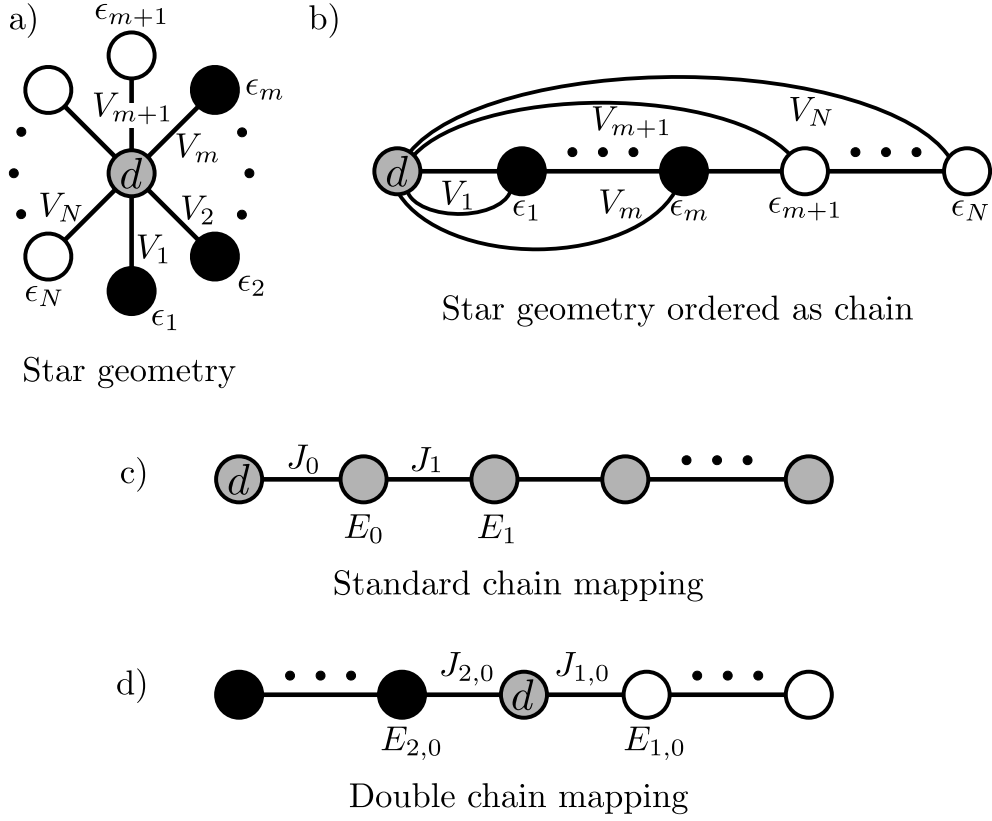 a)
ϵ_{m+1}
ϵ_m
V_{m+1}
V_m
d
V_N
V_2
V_1
ϵ_N
ϵ_2
ϵ_1
Star geometry
b)
V_N
V_{m+1}
d
V_1
ϵ_1
V_m
ϵ_m
ϵ_{m+1}
ϵ_N
Star geometry ordered as chain
c)
J_0
J_1
d
E_0
E_1
Standard chain mapping
d)
J_{2,0}
J_{1,0}
d
E_{2,0}
E_{1,0}
Double chain mapping